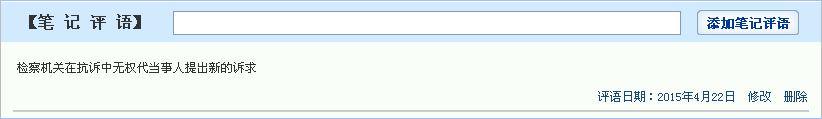 【笔 记 评 语】 添加笔记评语
检察机关在抗诉中无权代当事人提出新的诉求
评语日期：2015年4月22日 修改 删除